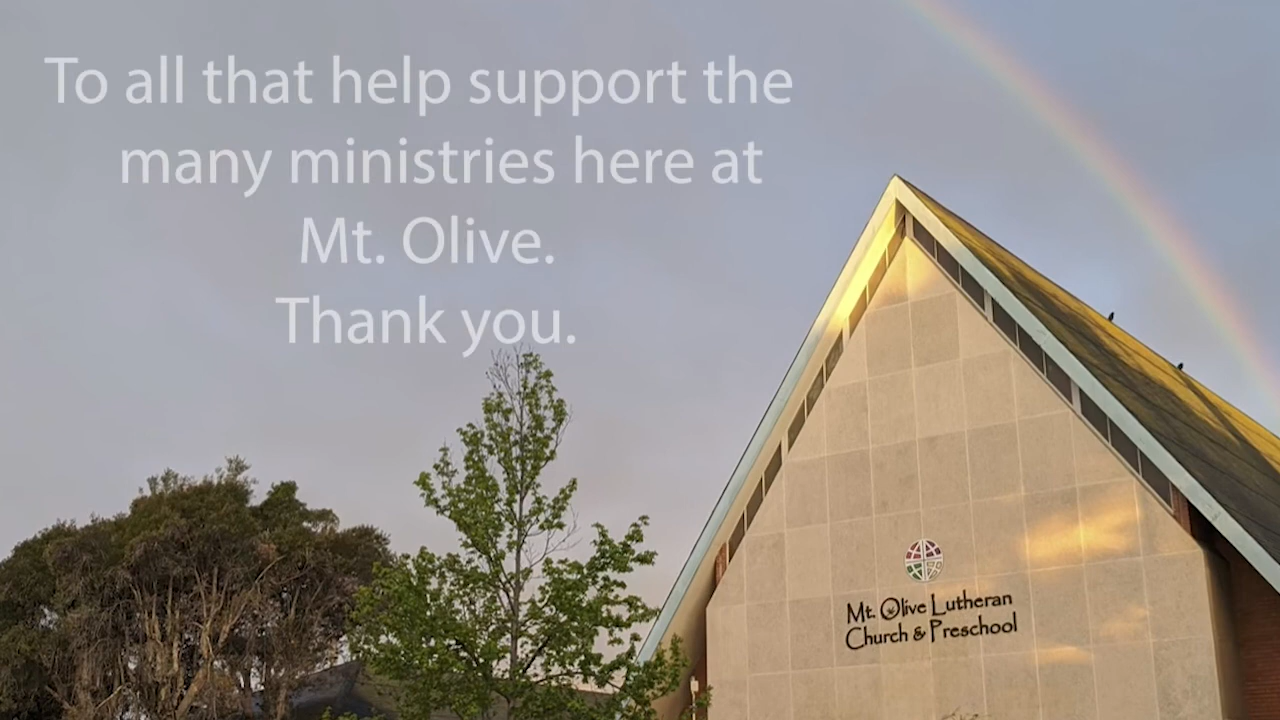 To all that help support the
many ministries here at
Mt. Olive.
Thank you.
Mt. Olive Lutheran
Church & Preschool